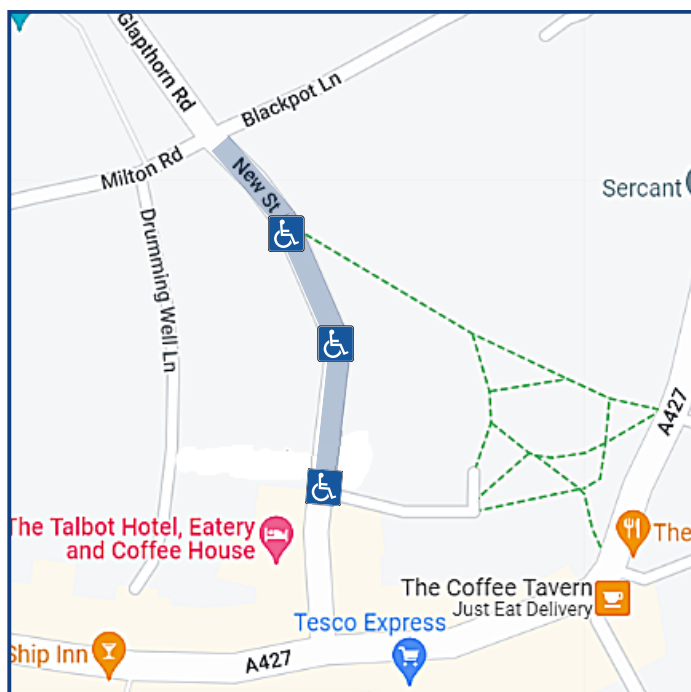 Glapthorn Rd
Blackpot Ln
Milton Rd
New St
Sercant
Drumming Well Ln
A427
The Talbot Hotel, Eatery
and Coffee House
The
The Coffee Tavern
Just Eat Delivery
Tesco Express
Ship Inn
A427